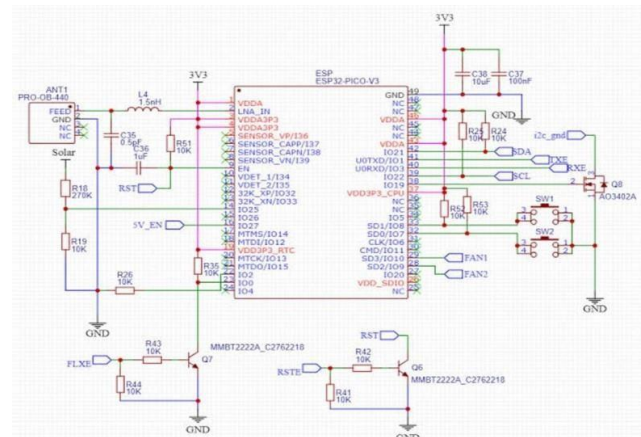 3V3
ESP
ESP32-PICO-V3
ANT1
PRO-OB-440
FEED
GND
NC
NC
1
2
3
4
L4
1.5nH
C35
0.5pF
C36
1uF
R51
10K
RST
Solar
R18
270K
R19
10K
5V_EN
R26
10K
R35
10K
GND
3V3
VDDA
LNA_IN
VDDA3P3
VDDA3P3
SENSOR_VP/I36
SENSOR_CAPP/I37
SENSOR_CAPN/I38
SENSOR_VN/I39
EN
VDET_1/I34
VDET_2/I35
32K_XP/IO32
32K_XN/IO33
IO25
IO26
IO27
MTMS/IO14
MTDI/IO12
VDD3P3_RTC
MTCK/IO13
MTDO/IO15
IO2
IO0
IO4
GND
NC
NC
VDDA
NC
NC
VDDA
IO21
U0TXD/IO1
U0RXD/IO3
IO22
IO19
VDD3P3_CPU
NC
IO5
SD1/IO8
SD0/IO7
CLK/IO6
CMD/IO11
SD3/IO10
SD2/IO9
IO20
VDD_SDIO
NC
C38
10uF
C37
100nF
GND
R25
10K
R24
10K
SDA
TXE
RXE
SCL
i2c_gnd
Q8
AO3402A
R52
10K
R53
10K
SW1
SW2
FAN1
FAN2
GND
FLXE
R43
10K
R44
10K
Q7
MMBT2222A_C2762218
GND
RST
RSTE
R42
10K
R41
10K
Q6
MMBT2222A_C2762218
GND